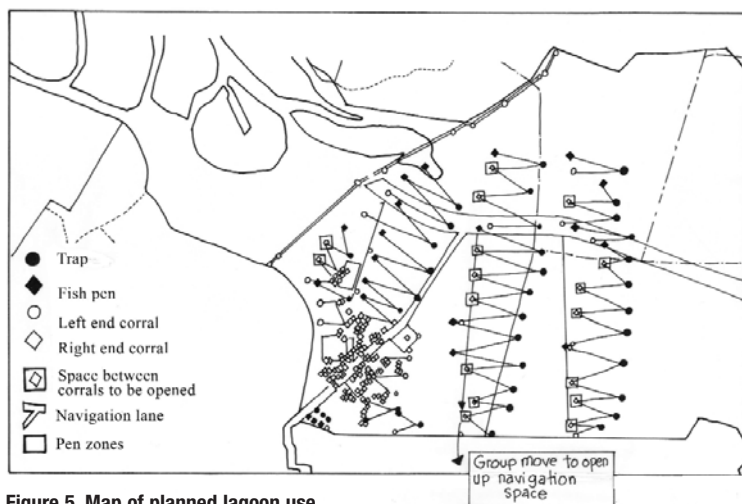 Trap
Fish pen
Left end corral
Right end corral
Space between
corrals to be opened
Navigation lane
Pen zones
Group move to open
up navigation
space
Figure 5. Map of planned lagoon use